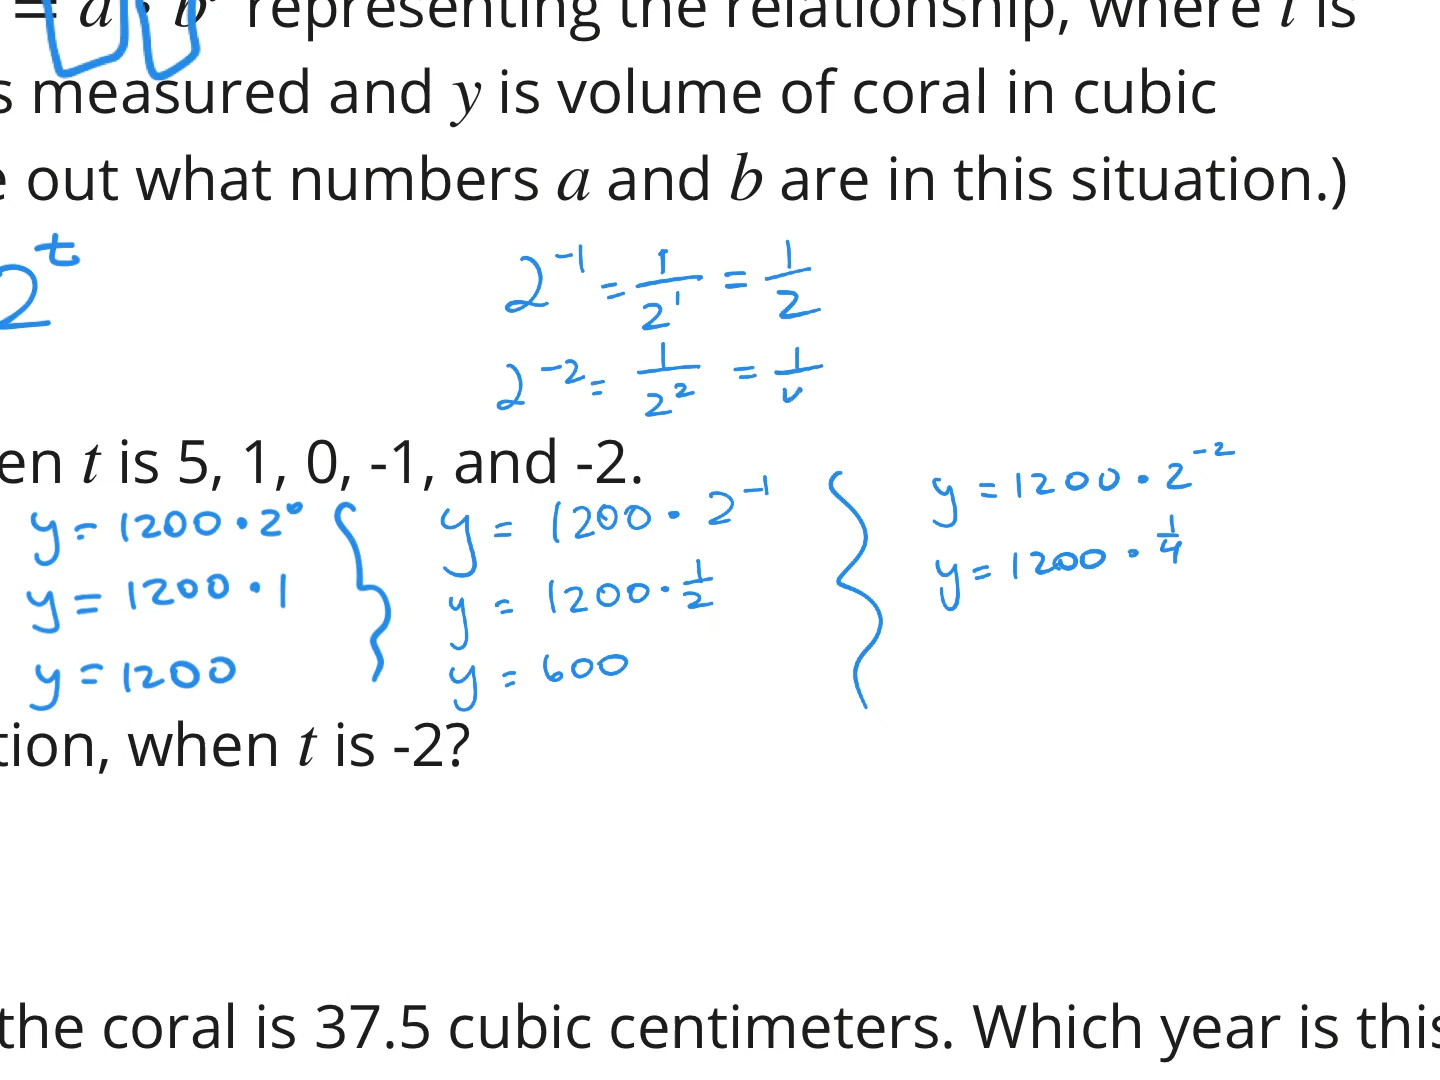 = a · b representing the relationship, where t is
s measured and y is volume of coral in cubic
e out what numbers a and b are in this situation.)
2^t
2^-1 = 1/2^1 = 1/2
2^-2 = 1/2^2 = 1/
en t is 5, 1, 0, -1, and -2.
y = 1200 · 2^0
y = 1200 · 1
y = 1200
y = 1200 · 2^-1
y = 1200 · 1/2
y = 600
y = 1200 · 2^-2
y = 1200 · 1/4
tion, when t is -2?
the coral is 37.5 cubic centimeters. Which year is this